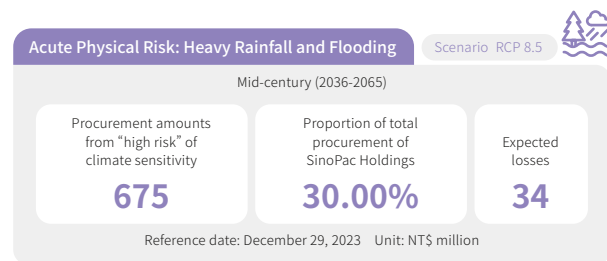 Acute Physical Risk: Heavy Rainfall and Flooding
Scenario RCP 8.5
Mid-century (2036-2065)
Procurement amounts
from “high risk” of
climate sensitivity
675
Proportion of total
procurement of
SinoPac Holdings
30.00%
Expected
losses
34
Reference date: December 29, 2023 Unit: NT$ million